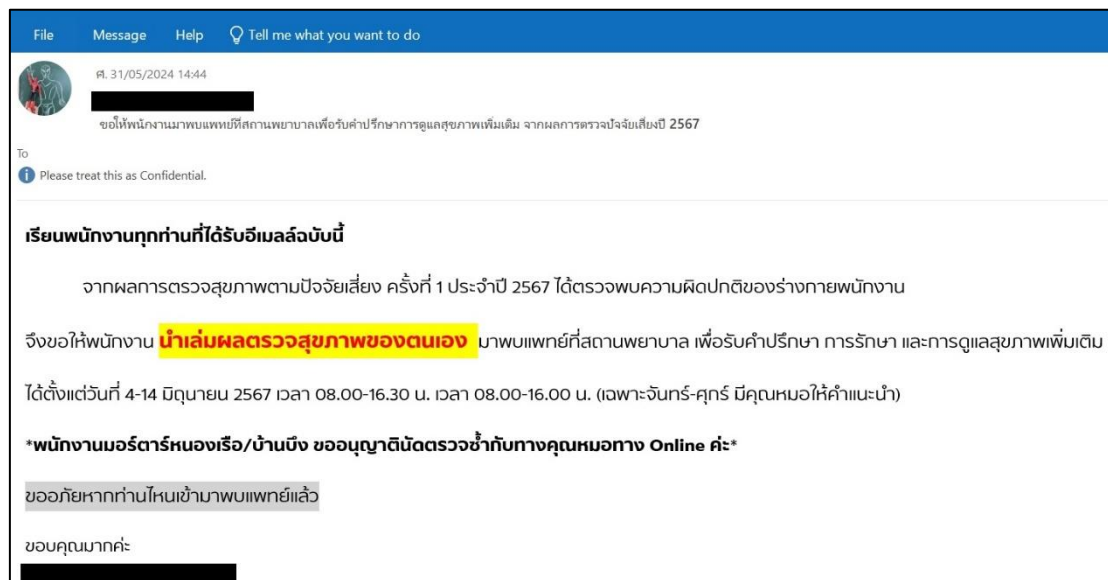 File Message Help Tell me what you want to do
ศ. 31/05/2024 14:44
ขอให้พนักงานมาพบแพทย์ที่สถานพยาบาลเพื่อรับคำปรึกษาการดูแลสุขภาพเพิ่มเติม จากผลการตรวจปัจจัยเสี่ยงปี 2567
To
Please treat this as Confidential.
เรียนพนักงานทุกท่านที่ได้รับอีเมลล์ฉบับนี้
จากผลการตรวจสุขภาพตามปัจจัยเสี่ยง ครั้งที่ 1 ประจำปี 2567 ได้ตรวจพบความผิดปกติของร่างกายพนักงาน
จึงขอให้พนักงาน นำเล่มผลตรวจสุขภาพของตนเอง มาพบแพทย์ที่สถานพยาบาล เพื่อรับคำปรึกษา การรักษา และการดูแลสุขภาพเพิ่มเติม
ได้ตั้งแต่วันที่ 4-14 มิถุนายน 2567 เวลา 08.00-16.30 น. เวลา 08.00-16.00 น. (เฉพาะจันทร์-ศุกร์ มีคุณหมอให้คำแนะนำ)
*พนักงานมอร์ตาร์หนองเรือ/บ้านบึง ขออนุญาตินัดตรวจซ้ำกับทางคุณหมอทาง Online ค่ะ*
ขออภัยหากท่านไหนเข้ามาพบแพทย์แล้ว
ขอบคุณมากค่ะ